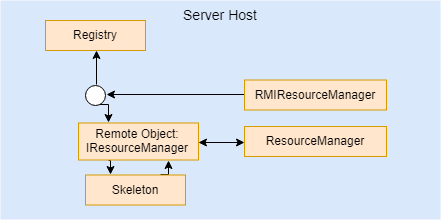 Server Host
Registry
RMIResourceManager
Remote Object:
IResourceManager
ResourceManager
Skeleton